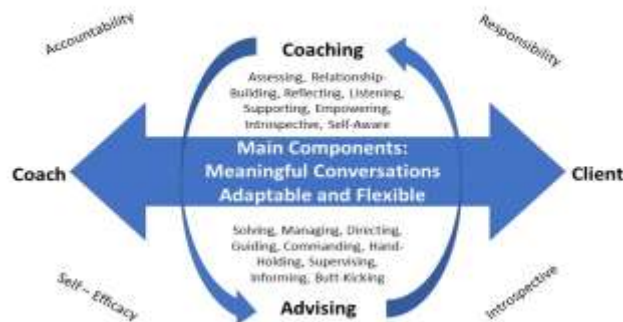 Accountability
Responsibility
Coaching
Assessing, Relationship-
Building, Reflecting, Listening,
Supporting, Empowering,
Introspective, Self-Aware
Main Components:
Coach
Meaningful Conversations
Client
Adaptable and Flexible
Solving, Managing, Directing,
Guiding, Commanding, Hand-
Holding, Supervising,
Informing, Butt-Kicking
Self – Efficacy
Advising
Introspective